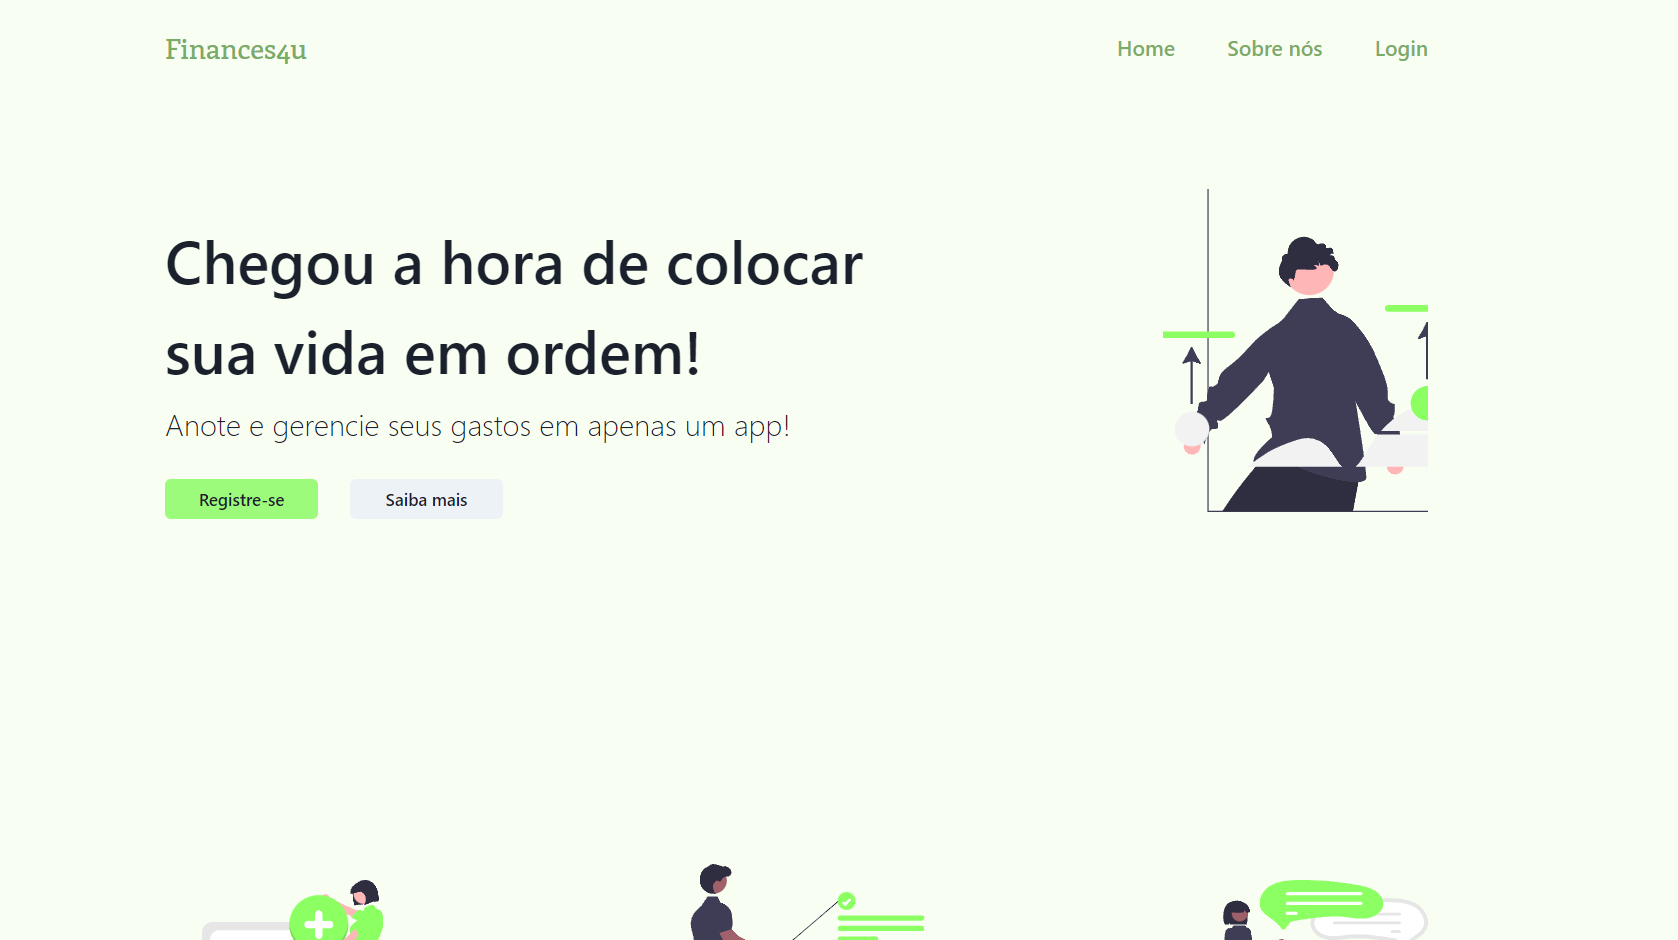 Finances4u
Home Sobre nós Login
Chegou a hora de colocar
sua vida em ordem!
Anote e gerencie seus gastos em apenas um app!
Registre-se Saiba mais